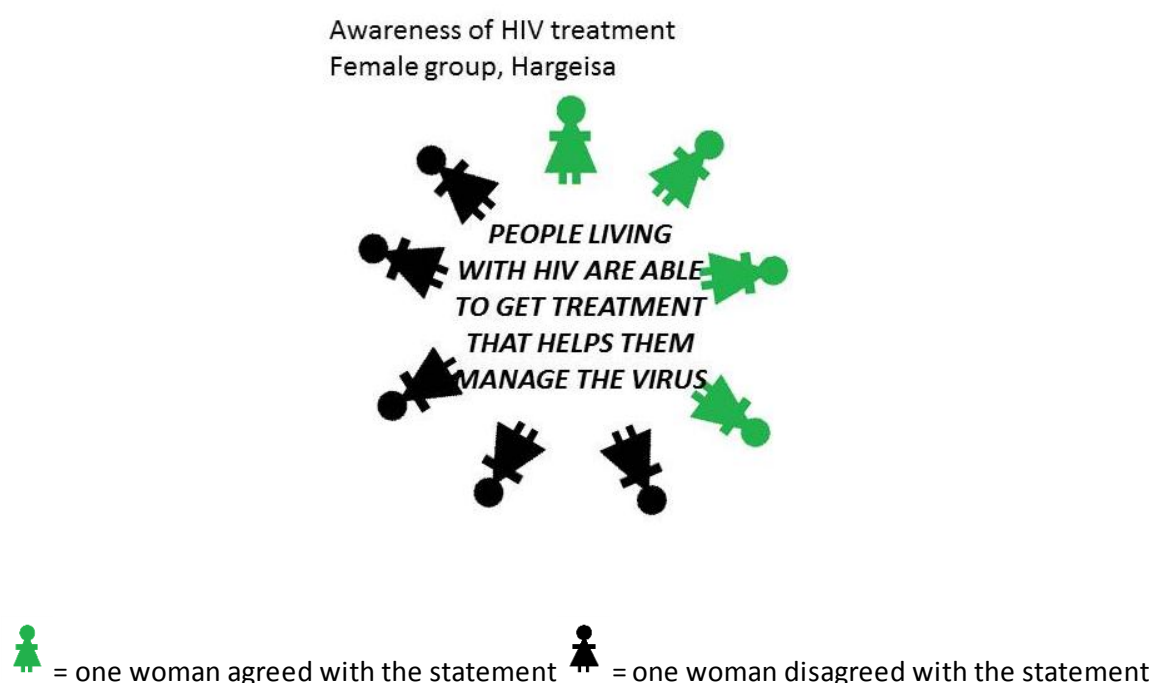 Awareness of HIV treatment
Female group, Hargeisa
PEOPLE LIVING
WITH HIV ARE ABLE
TO GET TREATMENT
THAT HELPS THEM
MANAGE THE VIRUS
= one woman agreed with the statement = one woman disagreed with the statement